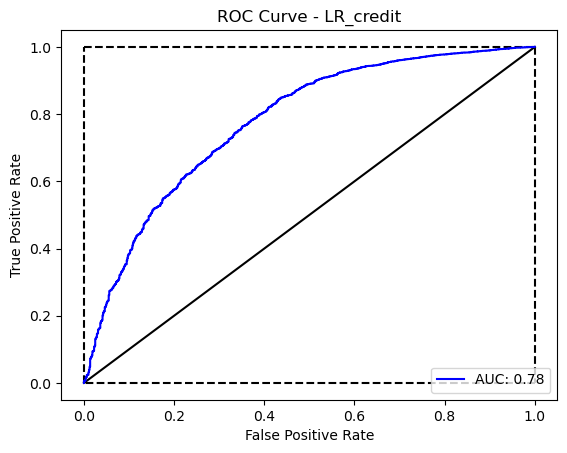 ROC Curve - LR_credit
1.0
0.8
0.6
0.4
0.2
0.0
True Positive Rate
0.0 0.2 0.4 0.6 0.8 1.0
False Positive Rate
AUC: 0.78